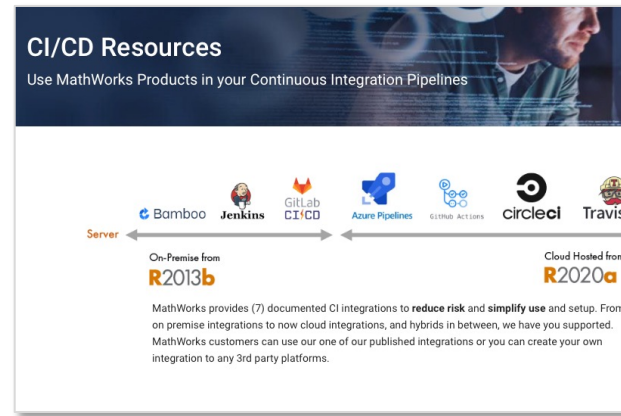 CI/CD Resources
Use MathWorks Products in your Continuous Integration Pipelines
Bamboo
Jenkins
GitLab
CI/CD
Azure Pipelines
GitHub Actions
circleci
Travis
Server
On-Premise from
R2013b
Cloud Hosted from
R2020a
MathWorks provides (7) documented CI integrations to reduce risk and simplify use and setup. From
on premise integrations to now cloud integrations, and hybrids in between, we have you supported.
MathWorks customers can use our one of our published integrations or you can create your own
integration to any 3rd party platforms.